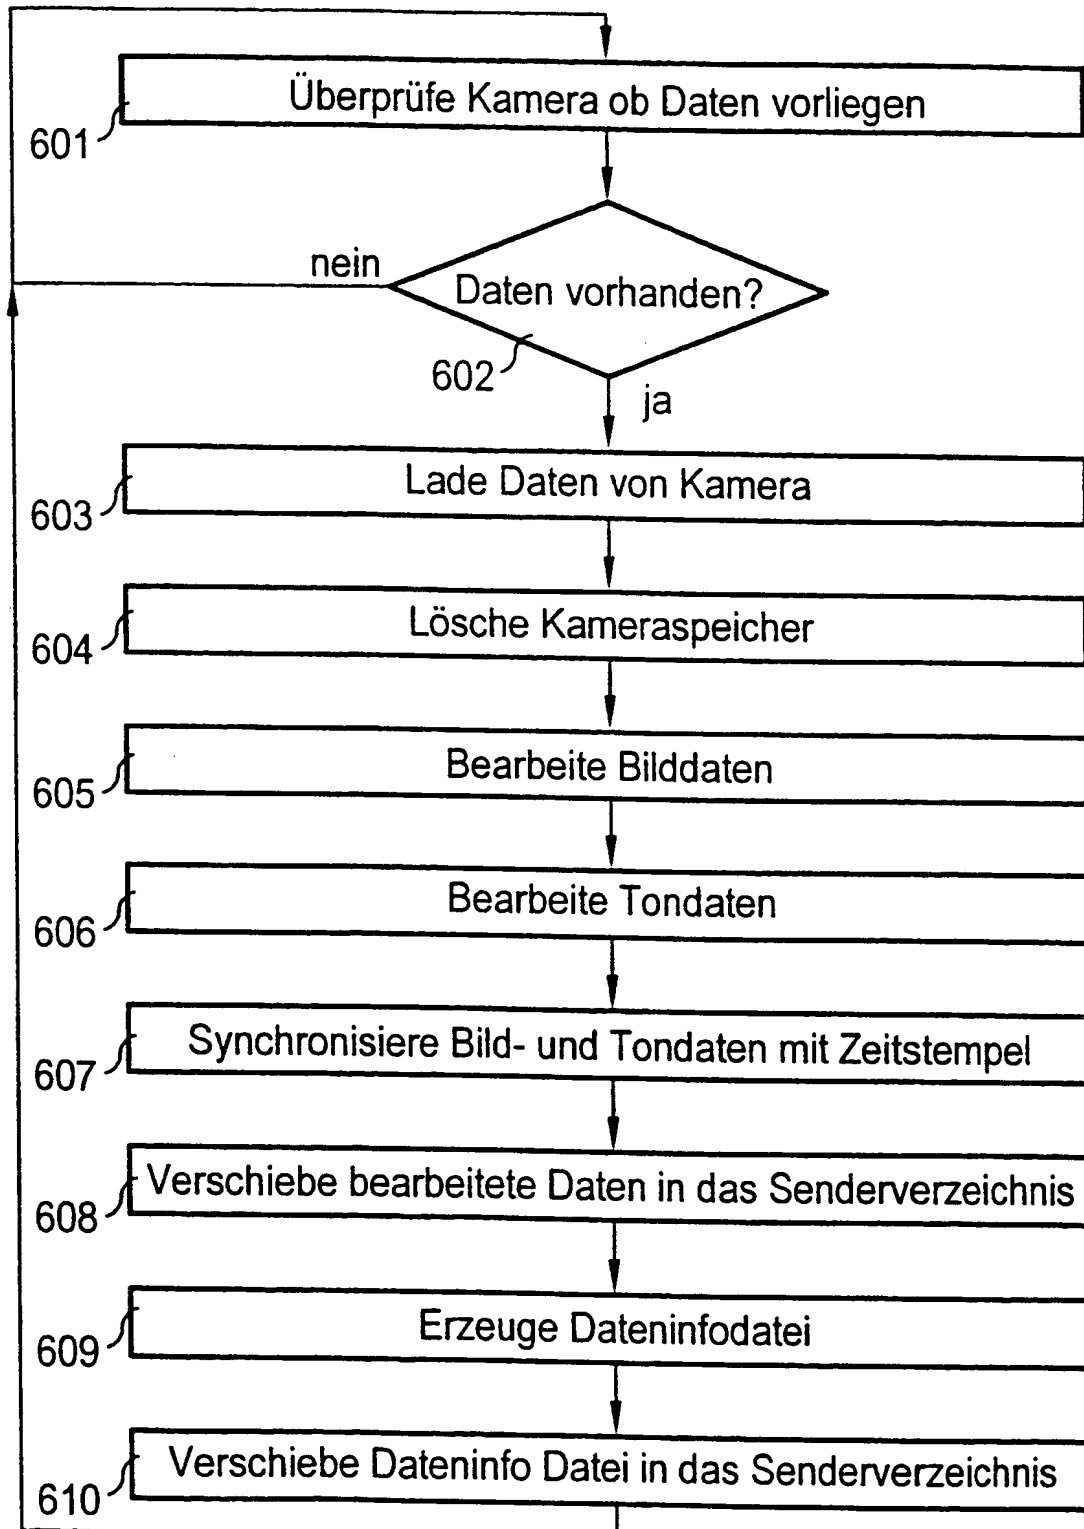 Überprüfe Kamera ob Daten vorliegen
601
nein
Daten vorhanden?
602
ja
Lade Daten von Kamera
603
Lösche Kameraspeicher
604
Bearbeite Bilddaten
605
Bearbeite Tondaten
606
Synchronisiere Bild- und Tondaten mit Zeitstempel
607
Verschiebe bearbeitete Daten in das Senderverzeichnis
608
Erzeuge Dateninfodatei
609
Verschiebe Dateninfo Datei in das Senderverzeichnis
610